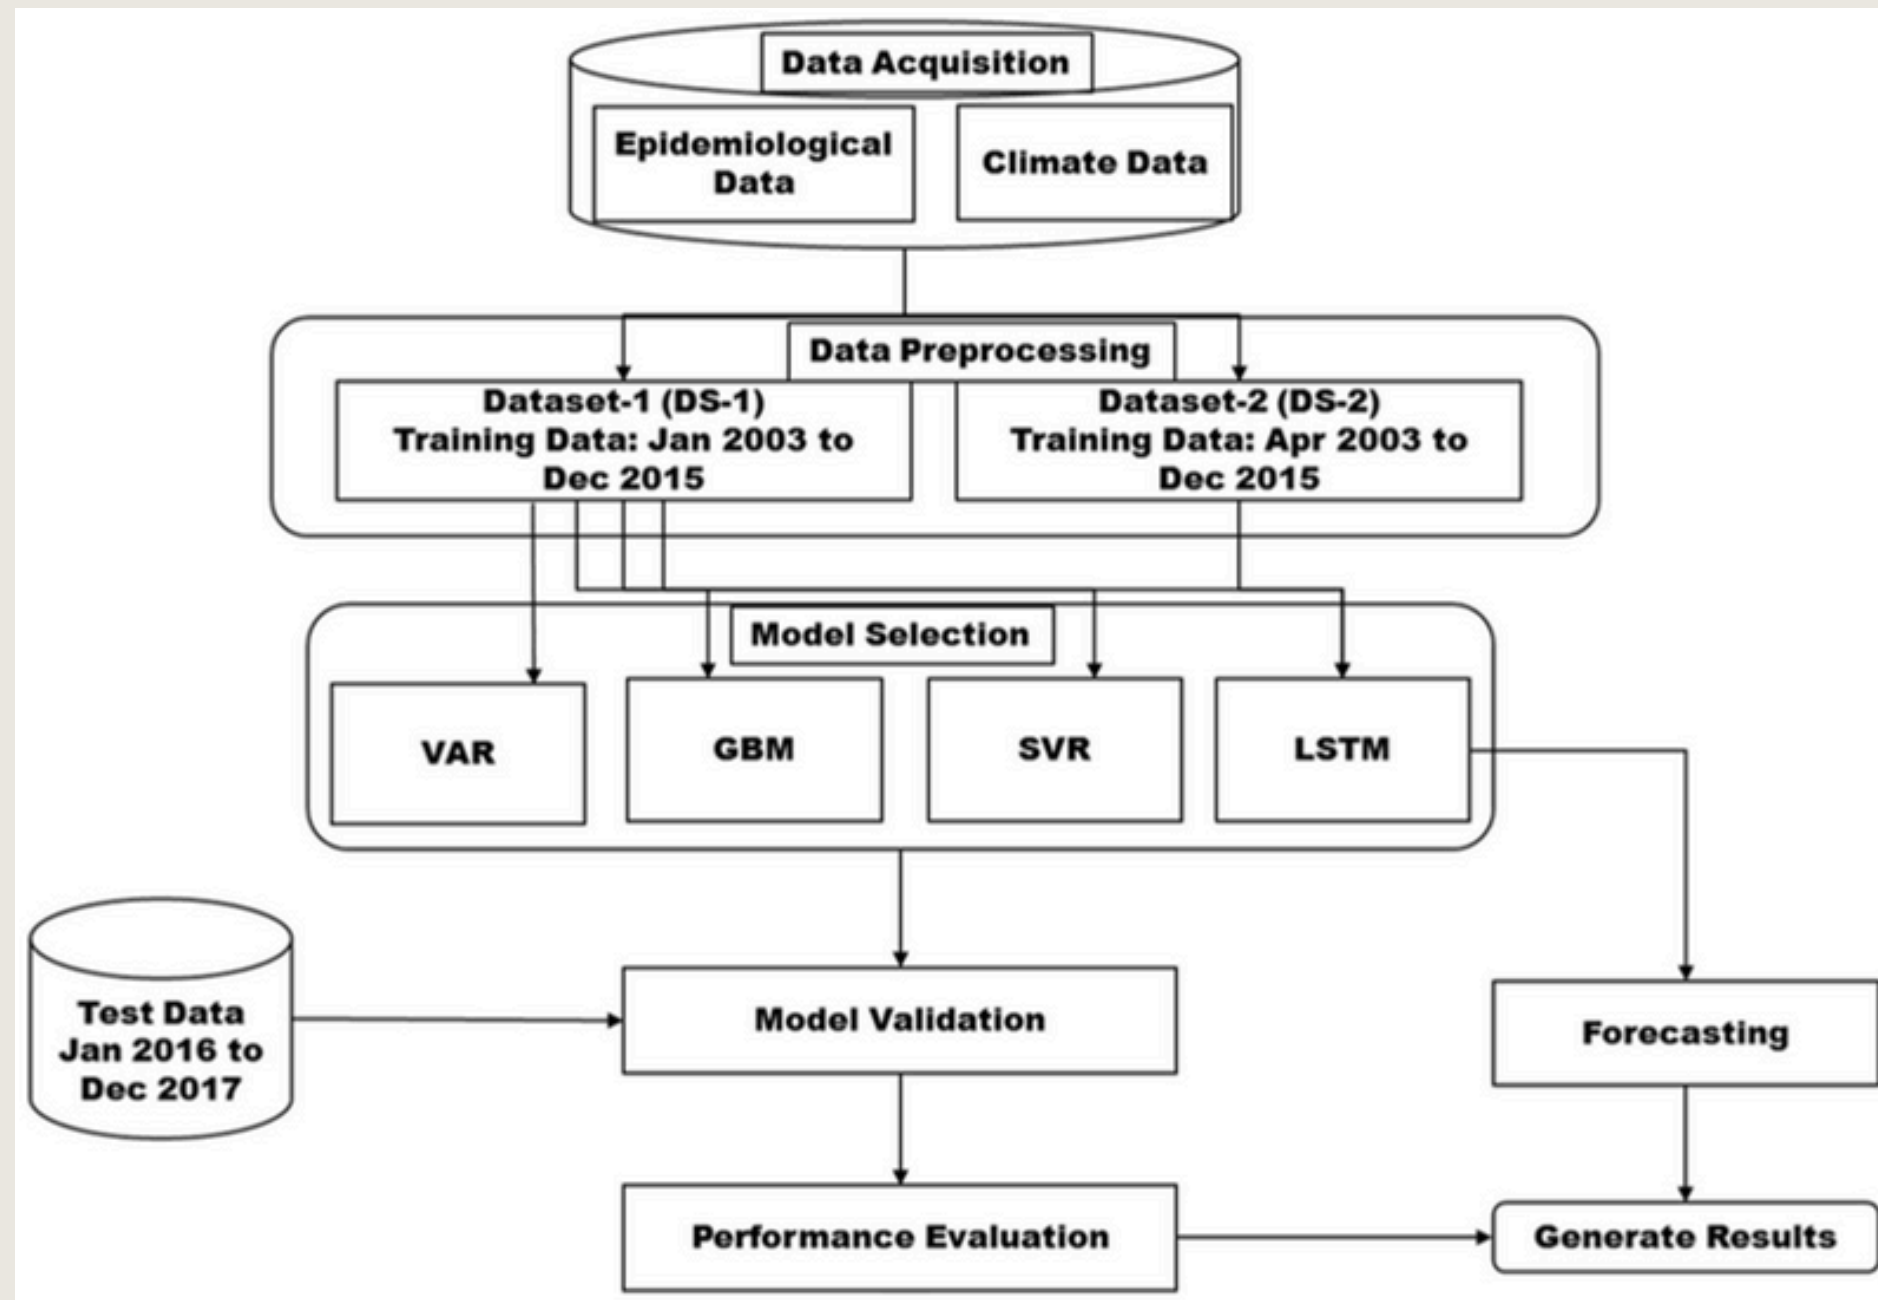 Data Acquisition
Epidemiological
Data
Climate Data
Data Preprocessing
Dataset-1 (DS-1)
Training Data: Jan 2003 to
Dec 2015
Dataset-2 (DS-2)
Training Data: Apr 2003 to
Dec 2015
Model Selection
VAR
GBM
SVR
LSTM
Test Data
Jan 2016 to
Dec 2017
Model Validation
Forecasting
Performance Evaluation
Generate Results